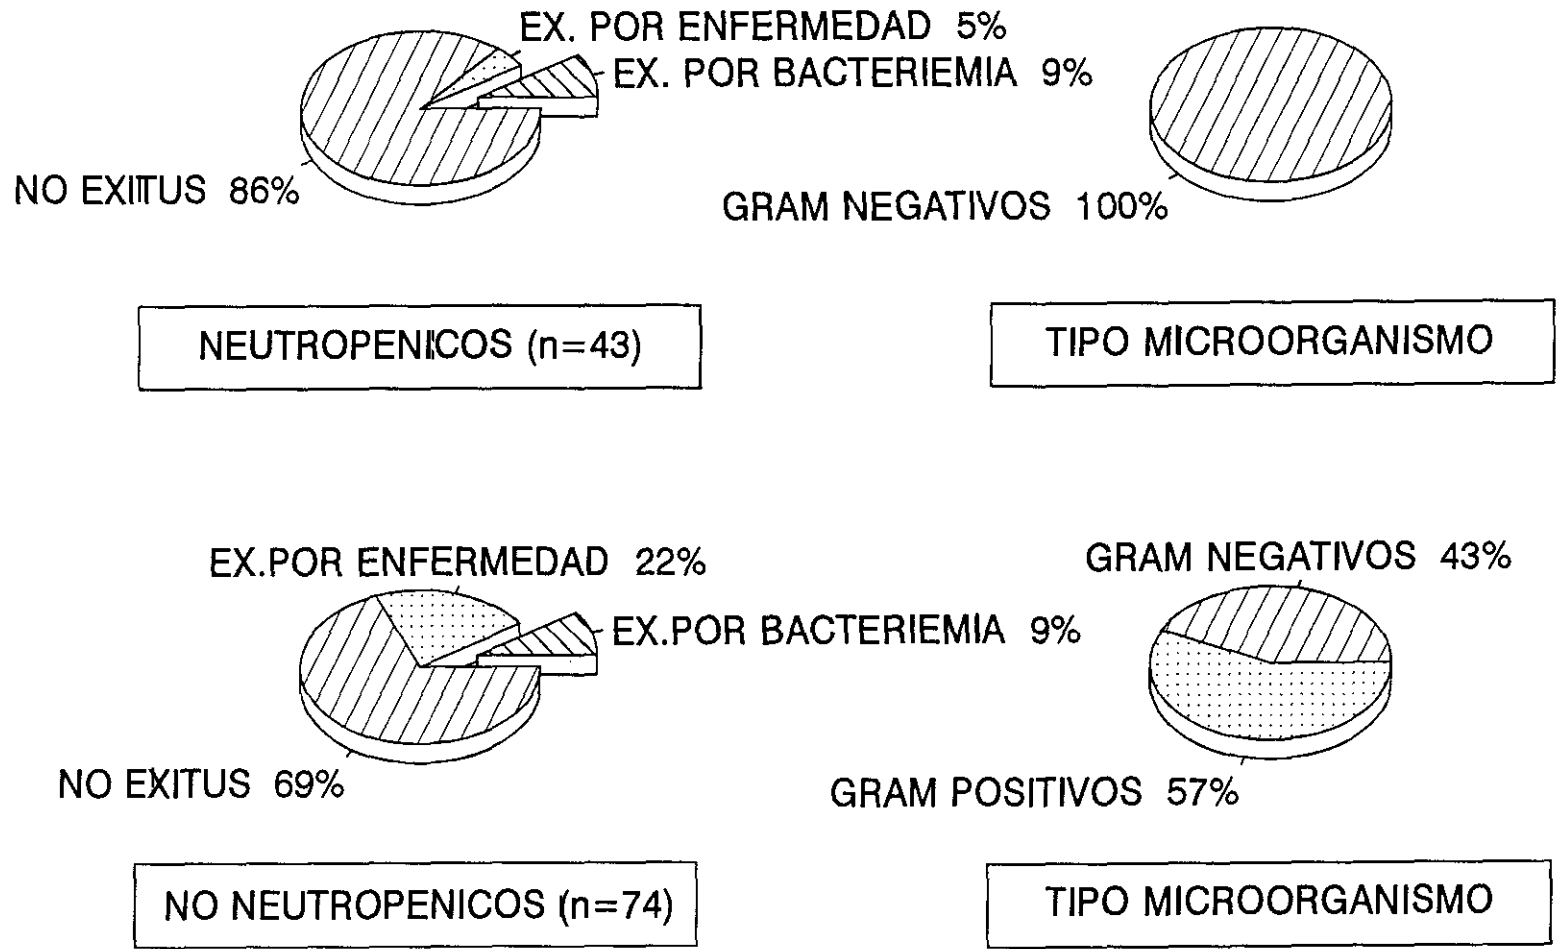 EX. POR ENFERMEDAD 5%
EX. POR BACTERIEMIA 9%
NO EXITUS 86%
GRAM NEGATIVOS 100%
NEUTROPENICOS (n=43)
TIPO MICROORGANISMO
EX.POR ENFERMEDAD 22%
GRAM NEGATIVOS 43%
EX.POR BACTERIEMIA 9%
NO EXITUS 69%
GRAM POSITIVOS 57%
NO NEUTROPENICOS (n=74)
TIPO MICROORGANISMO